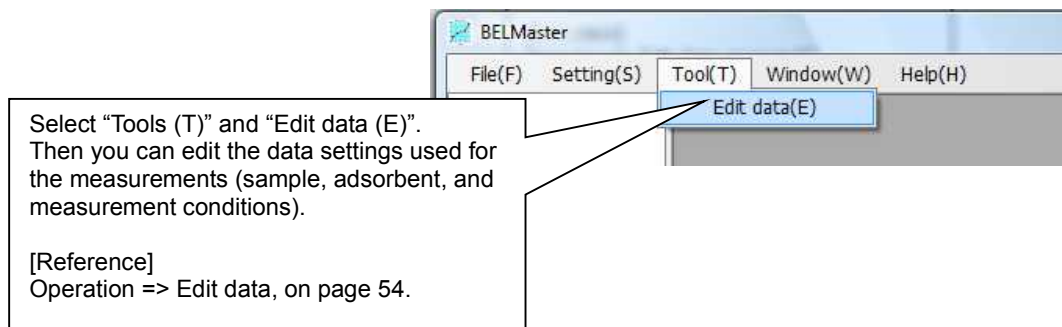 BELMaster
File(F) Setting(S) Tool(T) Window(W) Help(H)
Edit data(E)
Select “Tools (T)” and “Edit data (E)”.
Then you can edit the data settings used for
the measurements (sample, adsorbent, and
measurement conditions).
[Reference]
Operation => Edit data, on page 54.